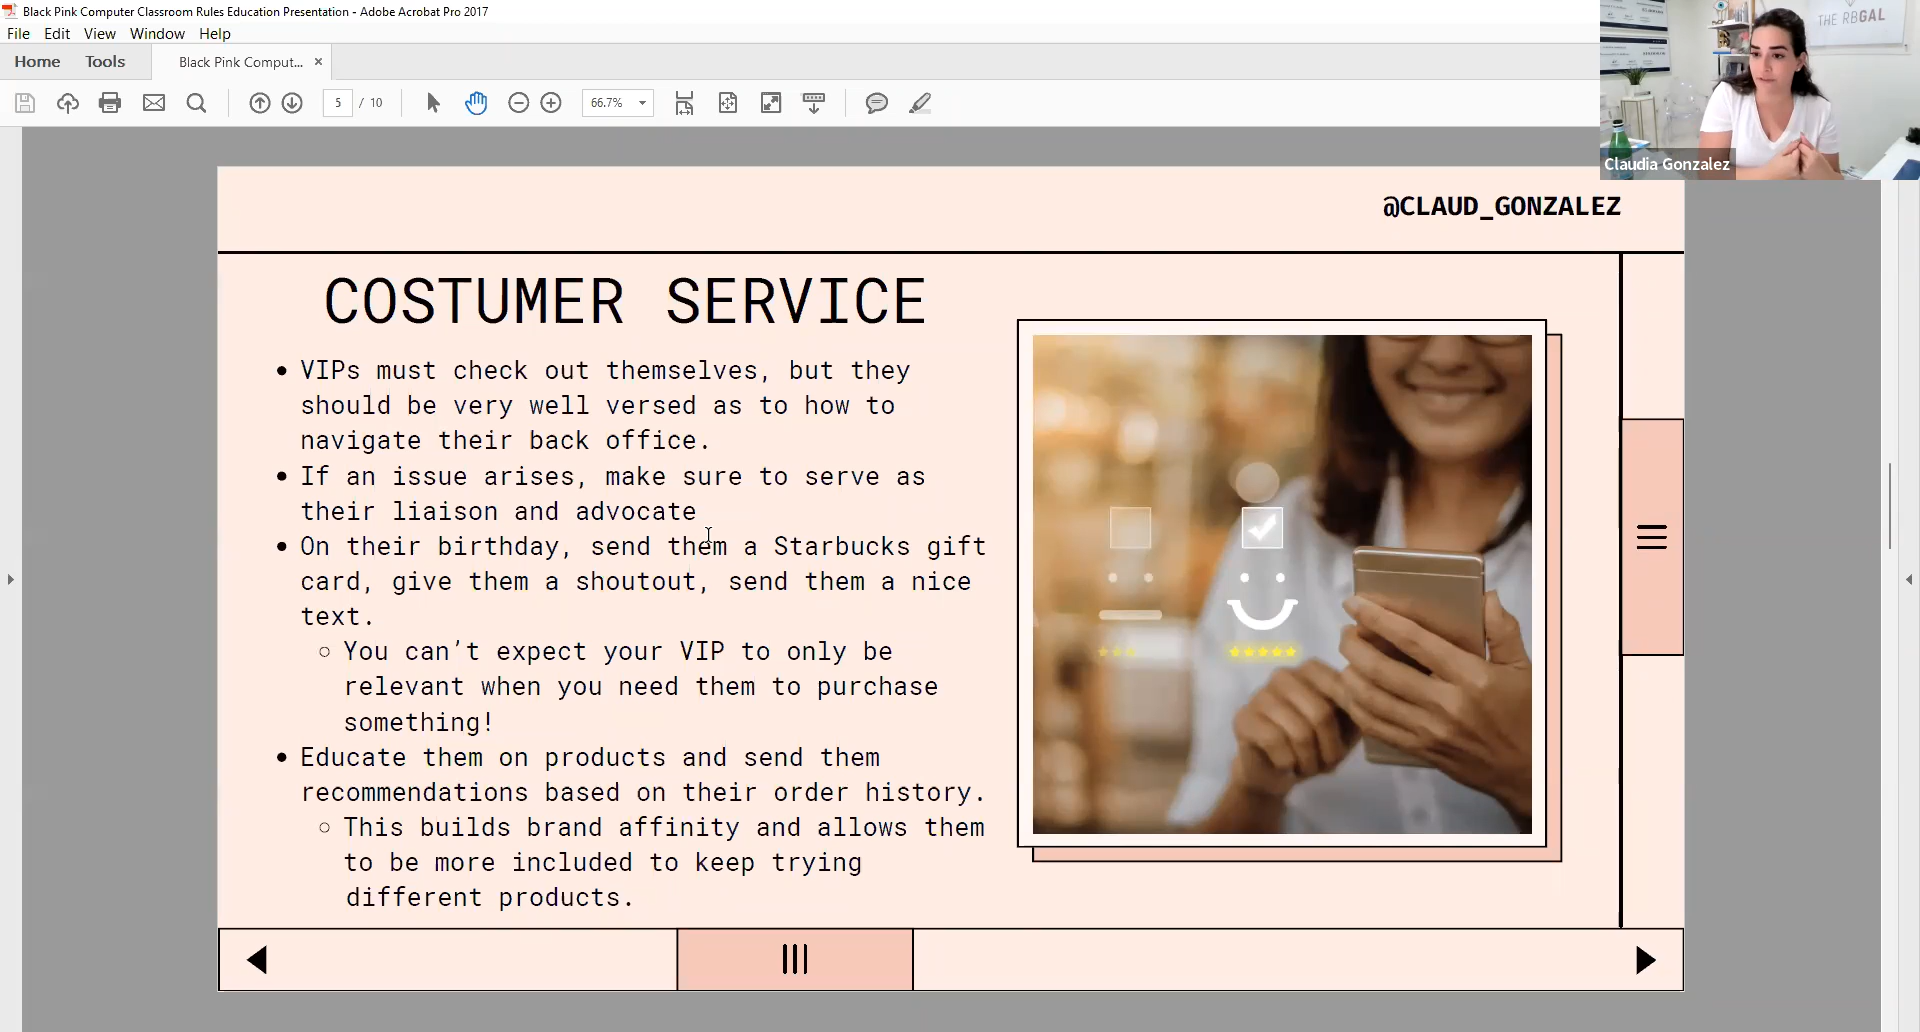 Black Pink Computer Classroom Rules Education Presentation - Adobe Acrobat Pro 2017
File Edit View Window Help
Home Tools Black Pink Comput... ×
5 / 10 66.7%
THE RBGAL
Claudia Gonzalez
@CLAUD_GONZALEZ
COSTUMER SERVICE
• VIPs must check out themselves, but they
should be very well versed as to how to
navigate their back office.
• If an issue arises, make sure to serve as
their liaison and advocate
• On their birthday, send them a Starbucks gift
card, give them a shoutout, send them a nice
text.
○ You can’t expect your VIP to only be
relevant when you need them to purchase
something!
• Educate them on products and send them
recommendations based on their order history.
○ This builds brand affinity and allows them
to be more included to keep trying
different products.